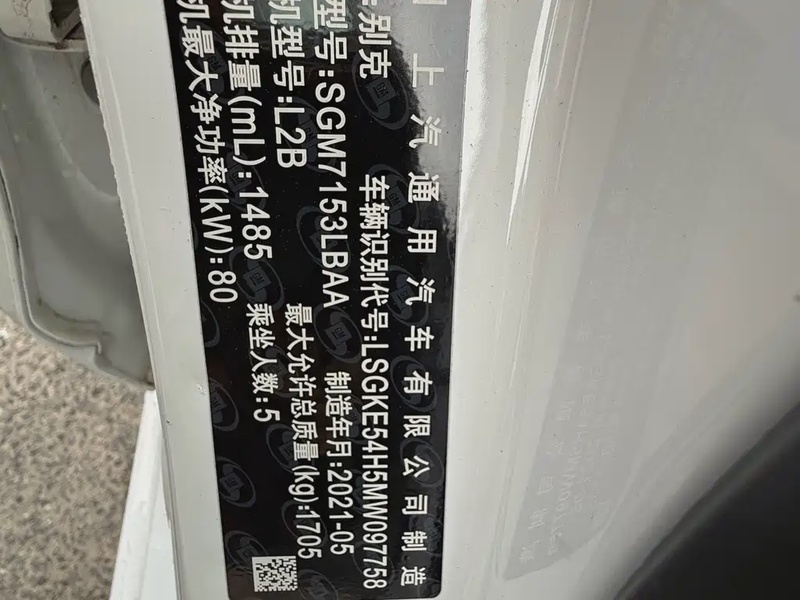 上汽通用汽车有限公司制造
别克 车辆识别代号:LSGKE54H5MW097758
型号:SGM7153LBAA 制造年月:2021-05
机型号:L2B 最大允许总质量(kg):1705
机排量(mL):1485 乘坐人数:5
机最大净功率(kW):80